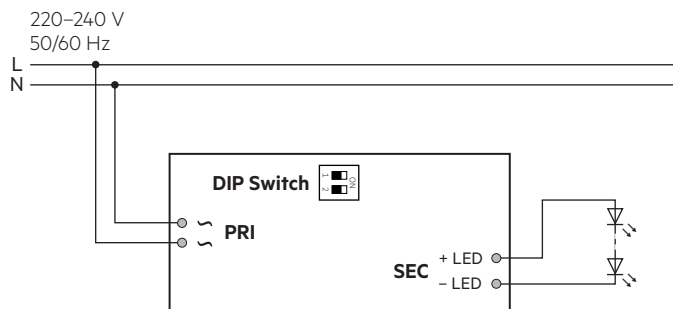 220–240 V
50/60 Hz
L
N
DIP Switch
1
2
ON
~ PRI
~
+ LED
SEC
– LED